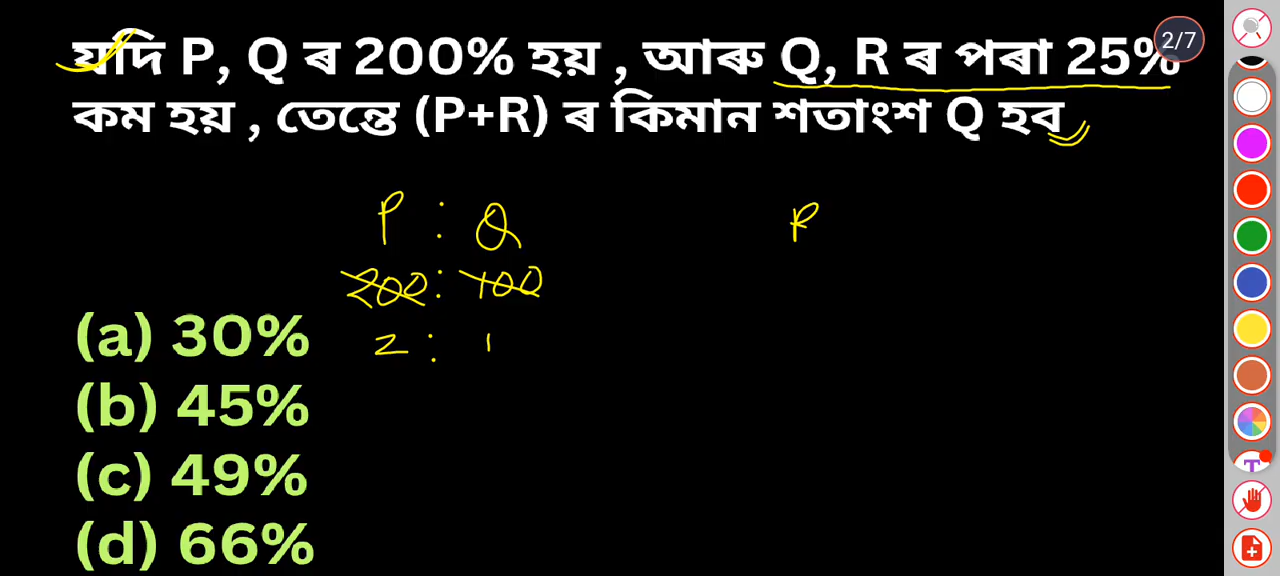 যদি P, Q ৰ 200% হয় , আৰু Q, R ৰ পৰা 25%
কম হয় , তেন্তে (P+R) ৰ কিমান শতাংশ Q হব
2/7
P : Q
R
200 : 100
2 : 1
(a) 30%
(b) 45%
(c) 49%
(d) 66%
T